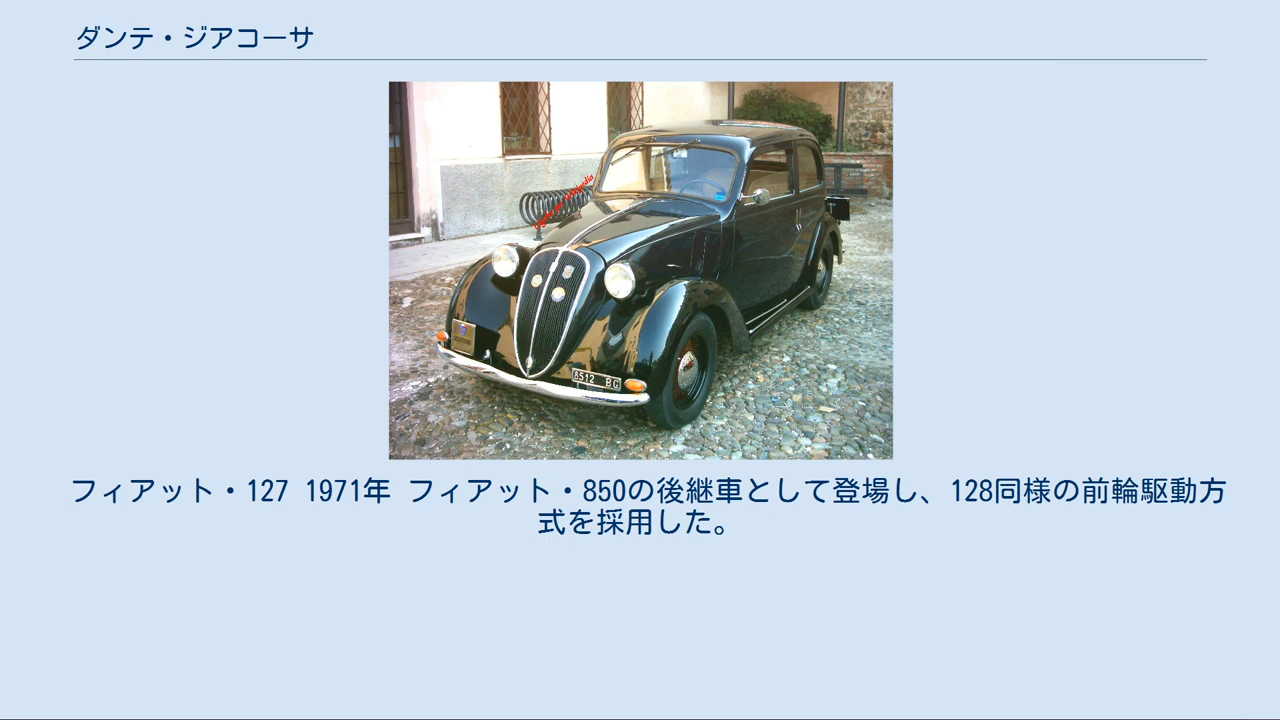 ダンテ・ジアコーサ
8512 BG
フィアット・127 1971年 フィアット・850の後継車として登場し、128同様の前輪駆動方
式を採用した。